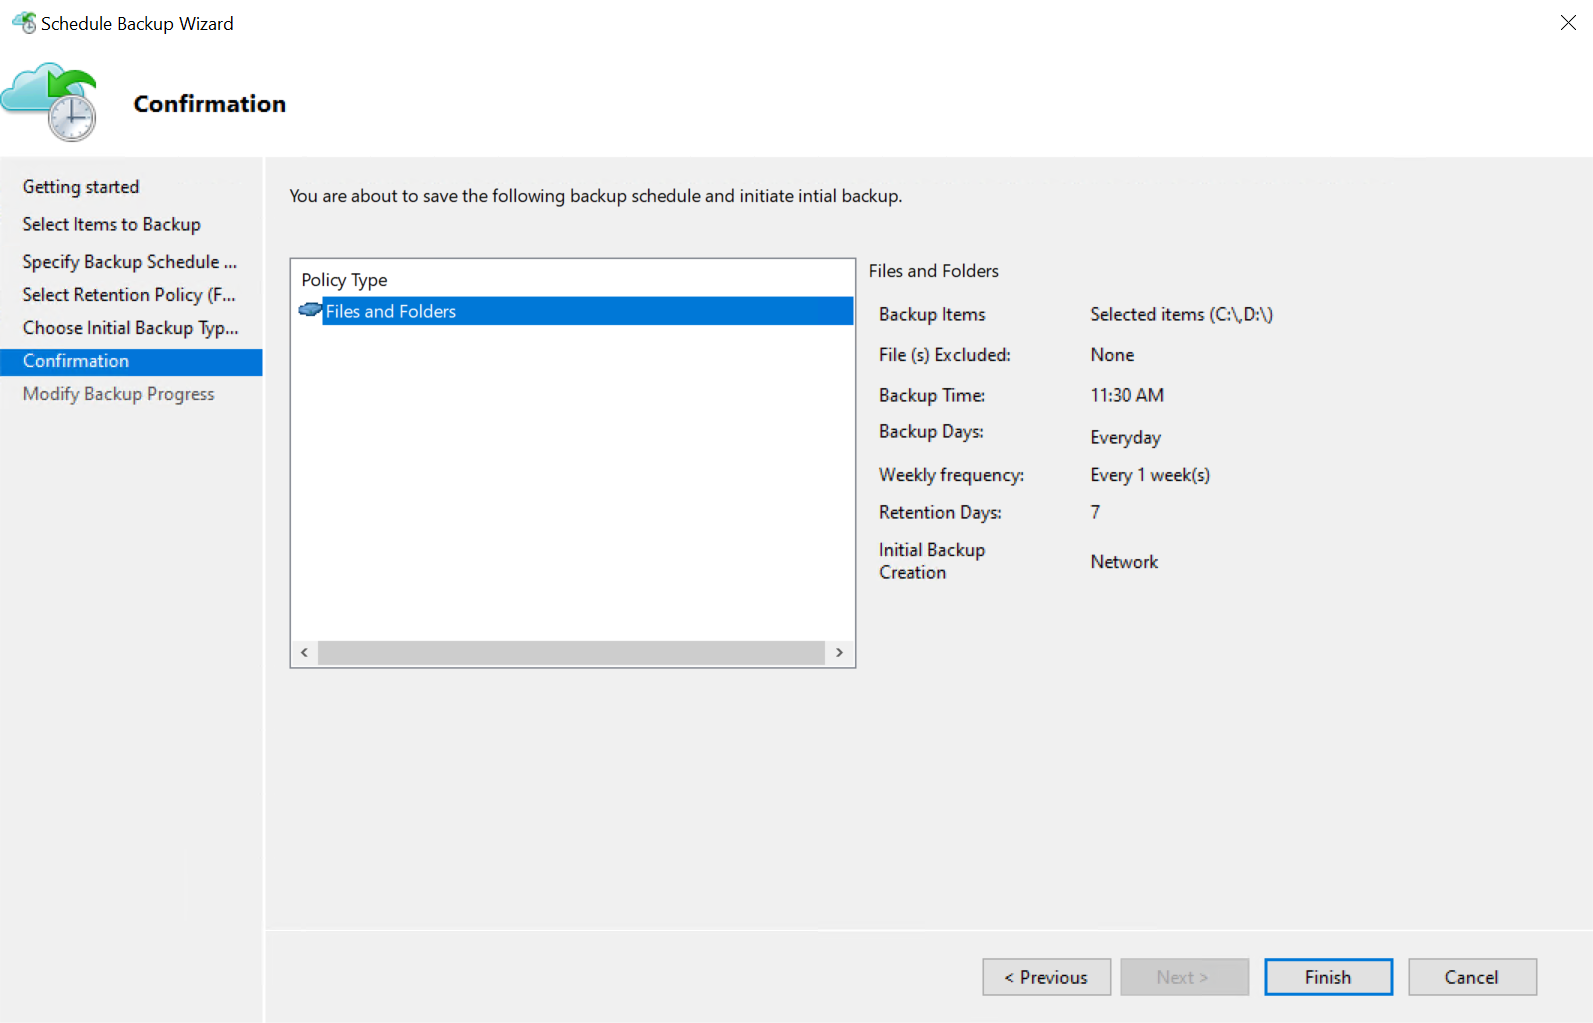 Schedule Backup Wizard
Confirmation
Getting started
Select Items to Backup
Specify Backup Schedule ...
Select Retention Policy (F...
Choose Initial Backup Typ...
Confirmation
Modify Backup Progress
You are about to save the following backup schedule and initiate intial backup.
Policy Type
Files and Folders
Files and Folders
Backup Items Selected items (C:\,D:\)
File (s) Excluded: None
Backup Time: 11:30 AM
Backup Days: Everyday
Weekly frequency: Every 1 week(s)
Retention Days: 7
Initial Backup
Creation Network
< Previous Next > Finish Cancel